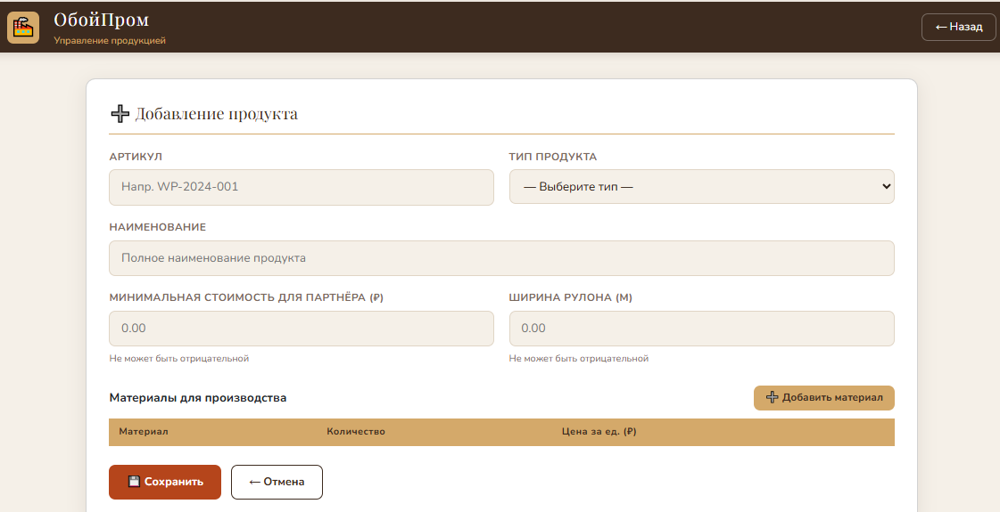 ОбойПром
Управление продукцией
← Назад
➕ Добавление продукта
АРТИКУЛ
ТИП ПРОДУКТА
Напр. WP-2024-001
— Выберите тип —
НАИМЕНОВАНИЕ
Полное наименование продукта
МИНИМАЛЬНАЯ СТОИМОСТЬ ДЛЯ ПАРТНЁРА (₽)
ШИРИНА РУЛОНА (М)
0.00
0.00
Не может быть отрицательной
Не может быть отрицательной
Материалы для производства
➕ Добавить материал
Материал Количество Цена за ед. (₽)
💾 Сохранить
← Отмена